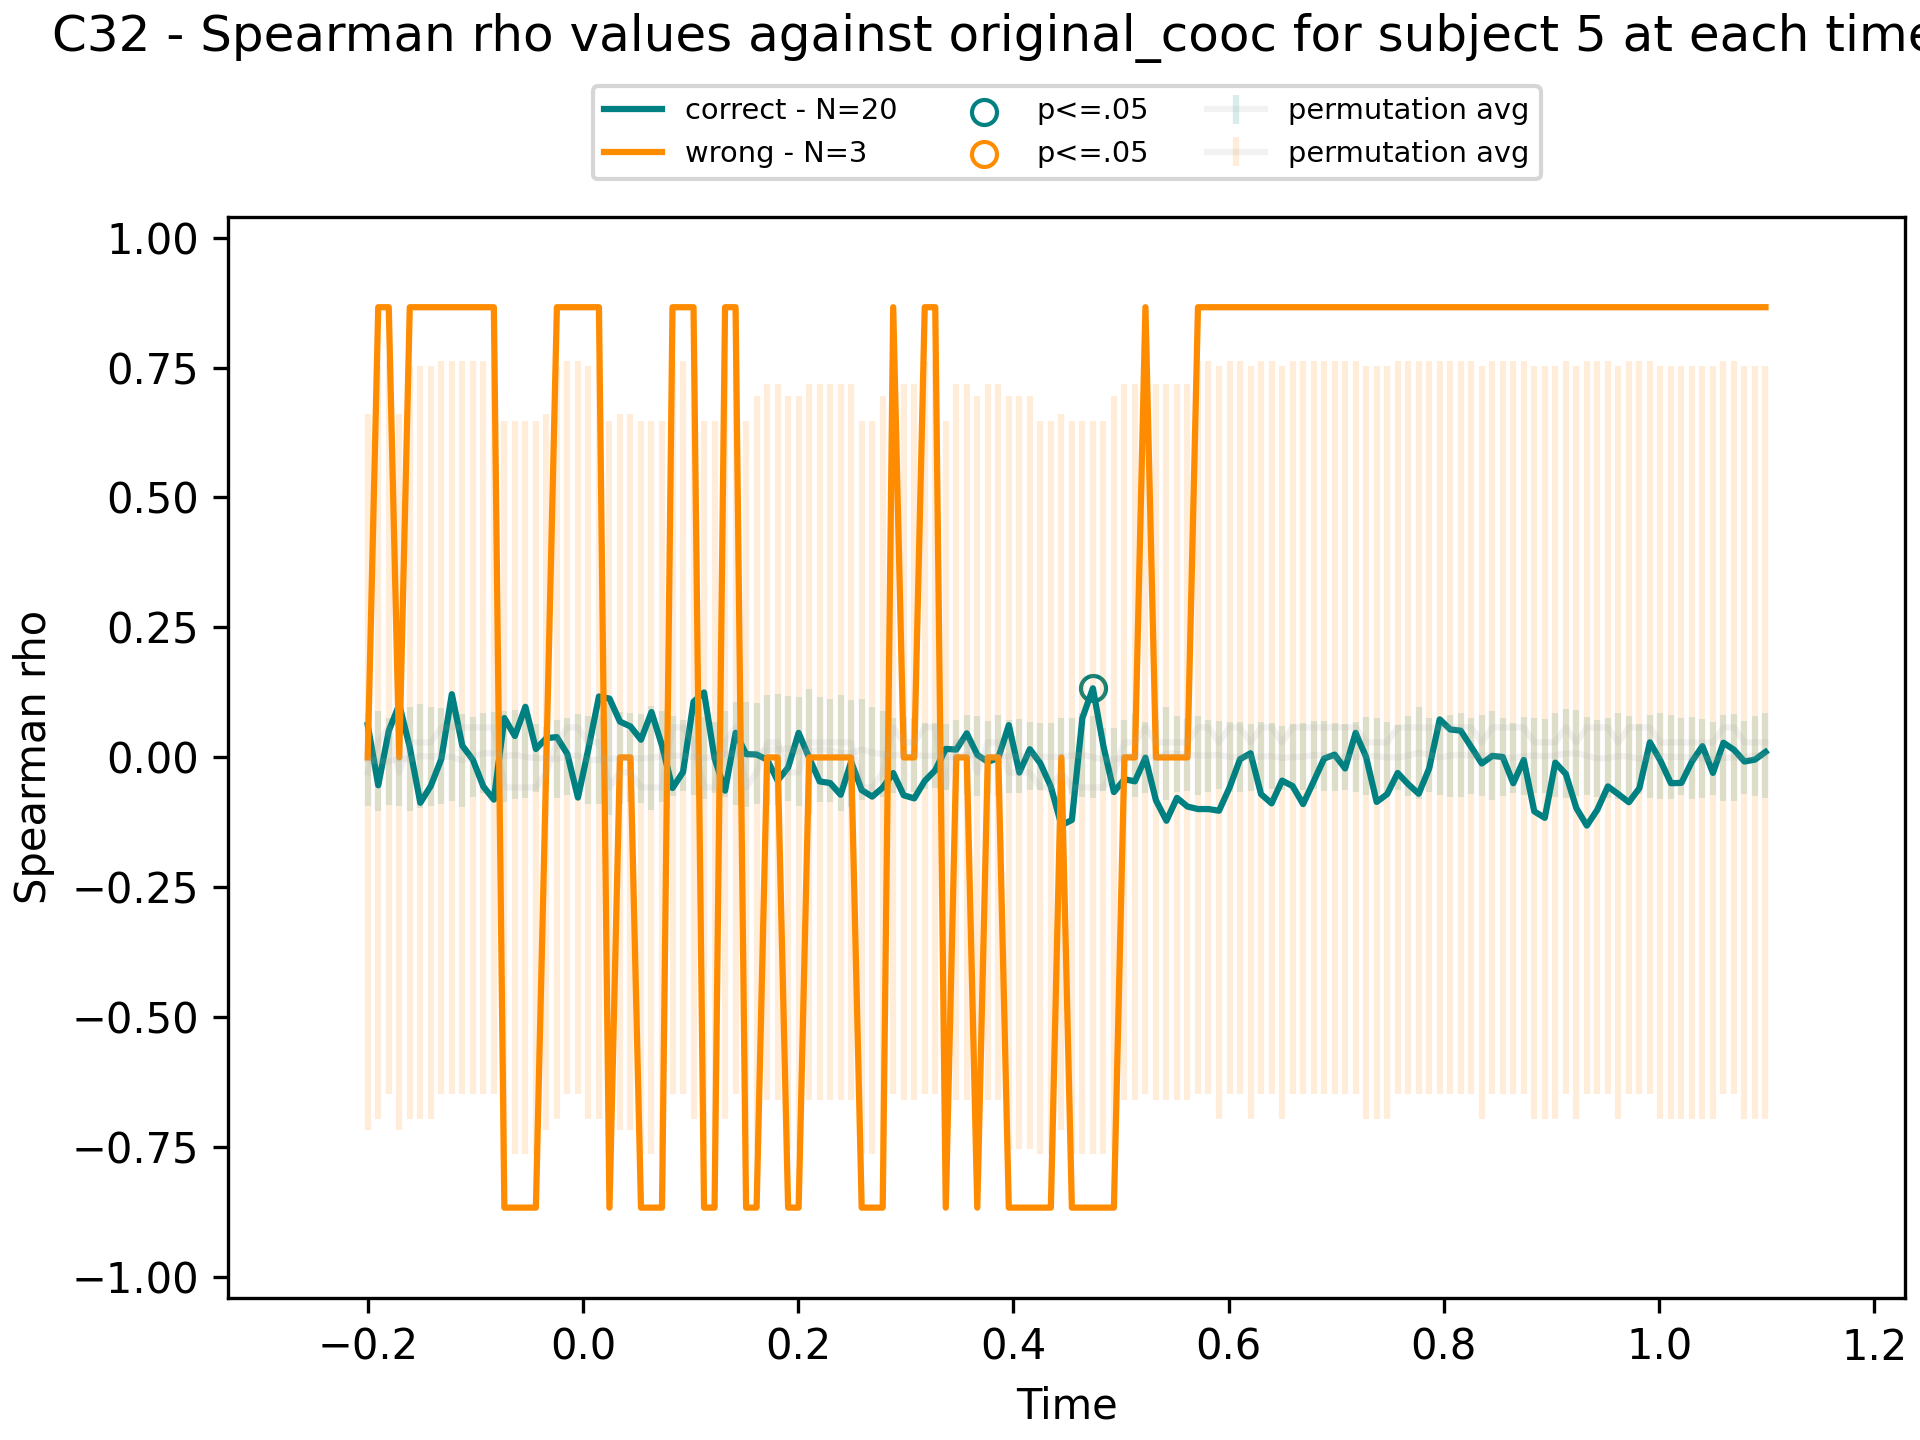 C32 - Spearman rho values against original_cooc for subject 5 at each time
correct - N=20 p<=.05 permutation avg
wrong - N=3 p<=.05 permutation avg
1.00
0.75
0.50
0.25
0.00
−0.25
−0.50
−0.75
−1.00
Spearman rho
−0.2 0.0 0.2 0.4 0.6 0.8 1.0 1.2
Time